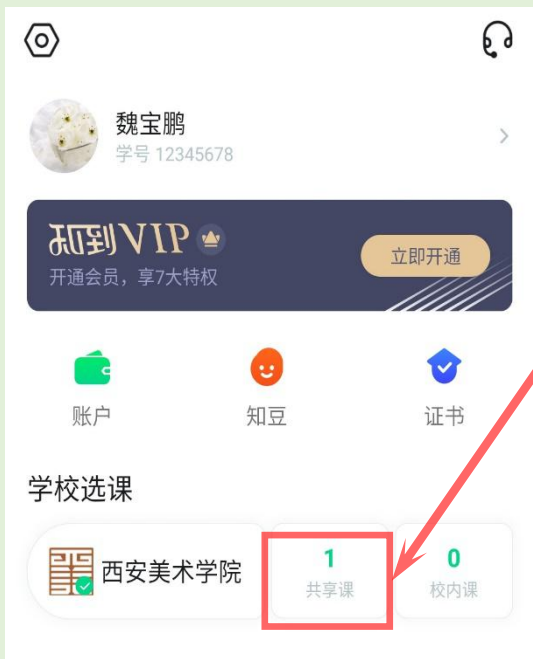 魏宝鹏
学号 12345678
知到VIP
开通会员，享7大特权
立即开通
账户
知豆
证书
学校选课
西安美术学院
1
共享课
0
校内课